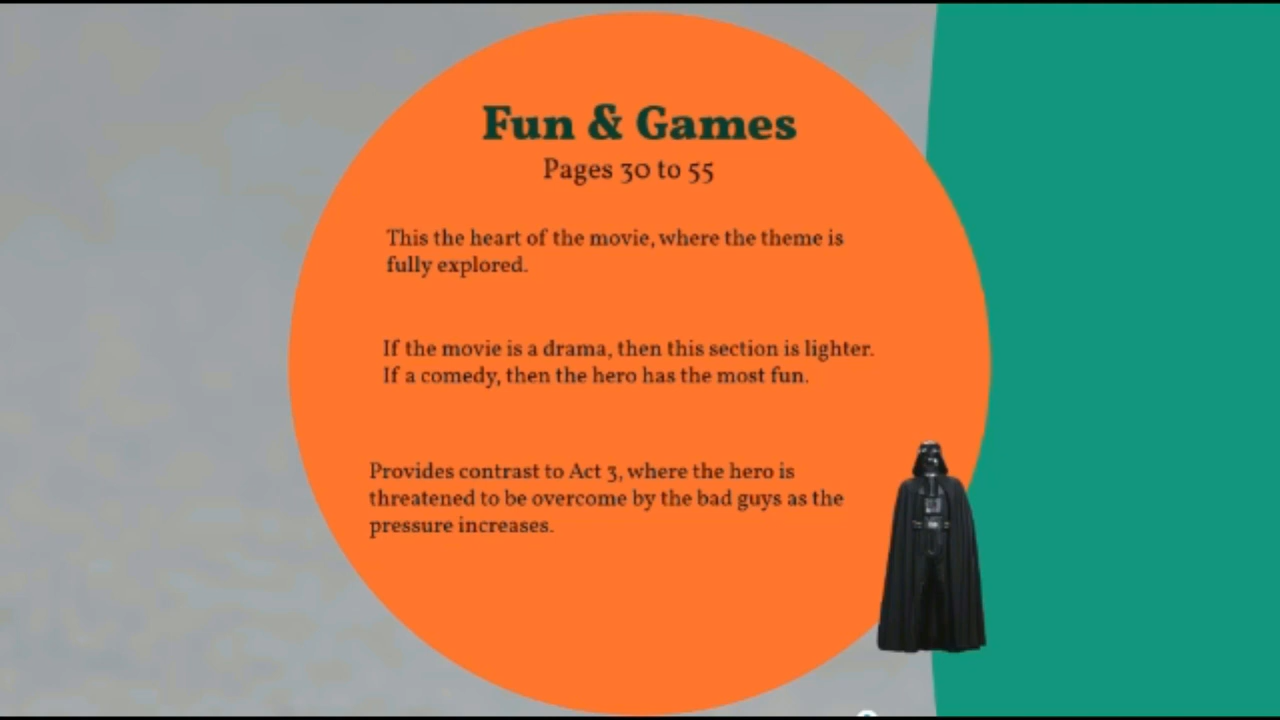 Fun & Games
Pages 30 to 55
This the heart of the movie, where the theme is
fully explored.
If the movie is a drama, then this section is lighter.
If a comedy, then the hero has the most fun.
Provides contrast to Act 3, where the hero is
threatened to be overcome by the bad guys as the
pressure increases.